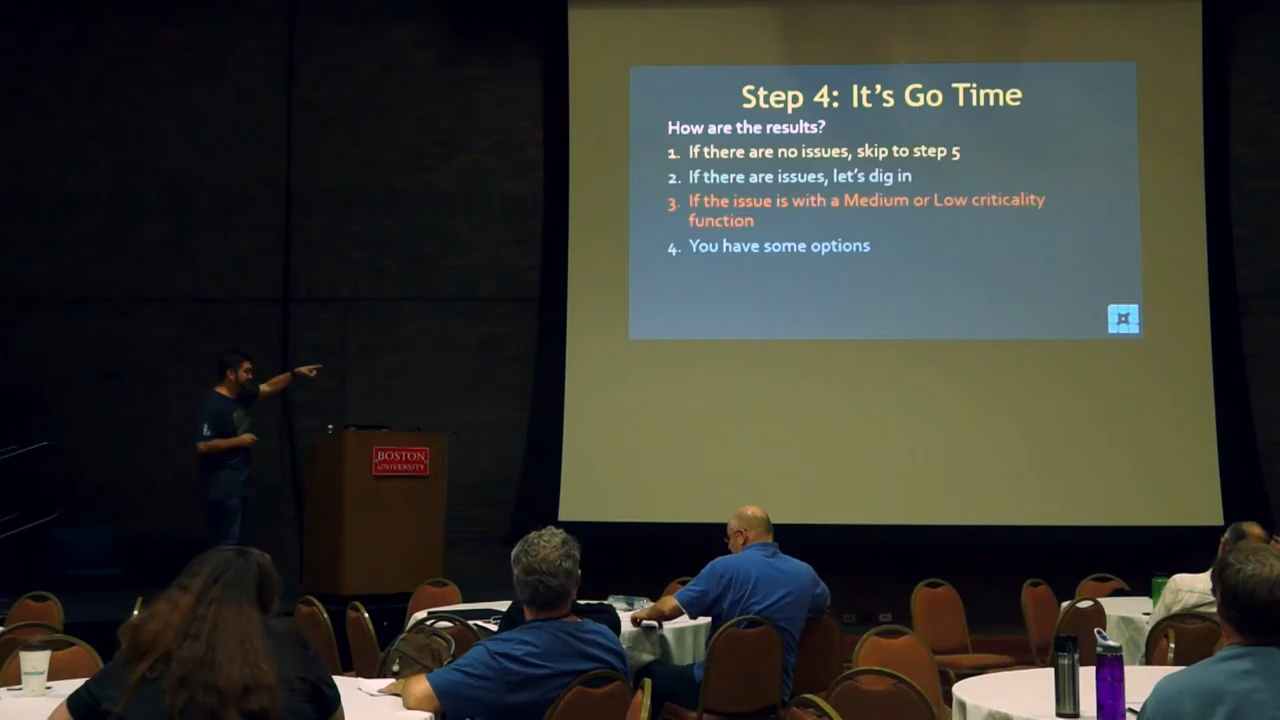 Step 4: It's Go Time
How are the results?
1. If there are no issues, skip to step 5
2. If there are issues, let's dig in
3. If the issue is with a Medium or Low criticality
function
4. You have some options
BOSTON
UNIVERSITY